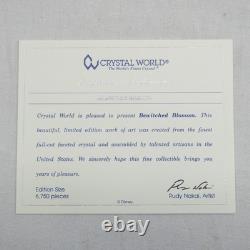 CRYSTAL WORLD®
The World's Finest Crystal™
Crystal World is pleased to present Bewitched Blossom. This
beautiful, limited edition work of art was created from the finest
full-cut faceted crystal and assembled by talented artisans in the
United States. We sincerely hope this fine collectible brings you
years of pleasure.
Edition Size
6,750 pieces
Rudy Nakai, Artist
© Disney